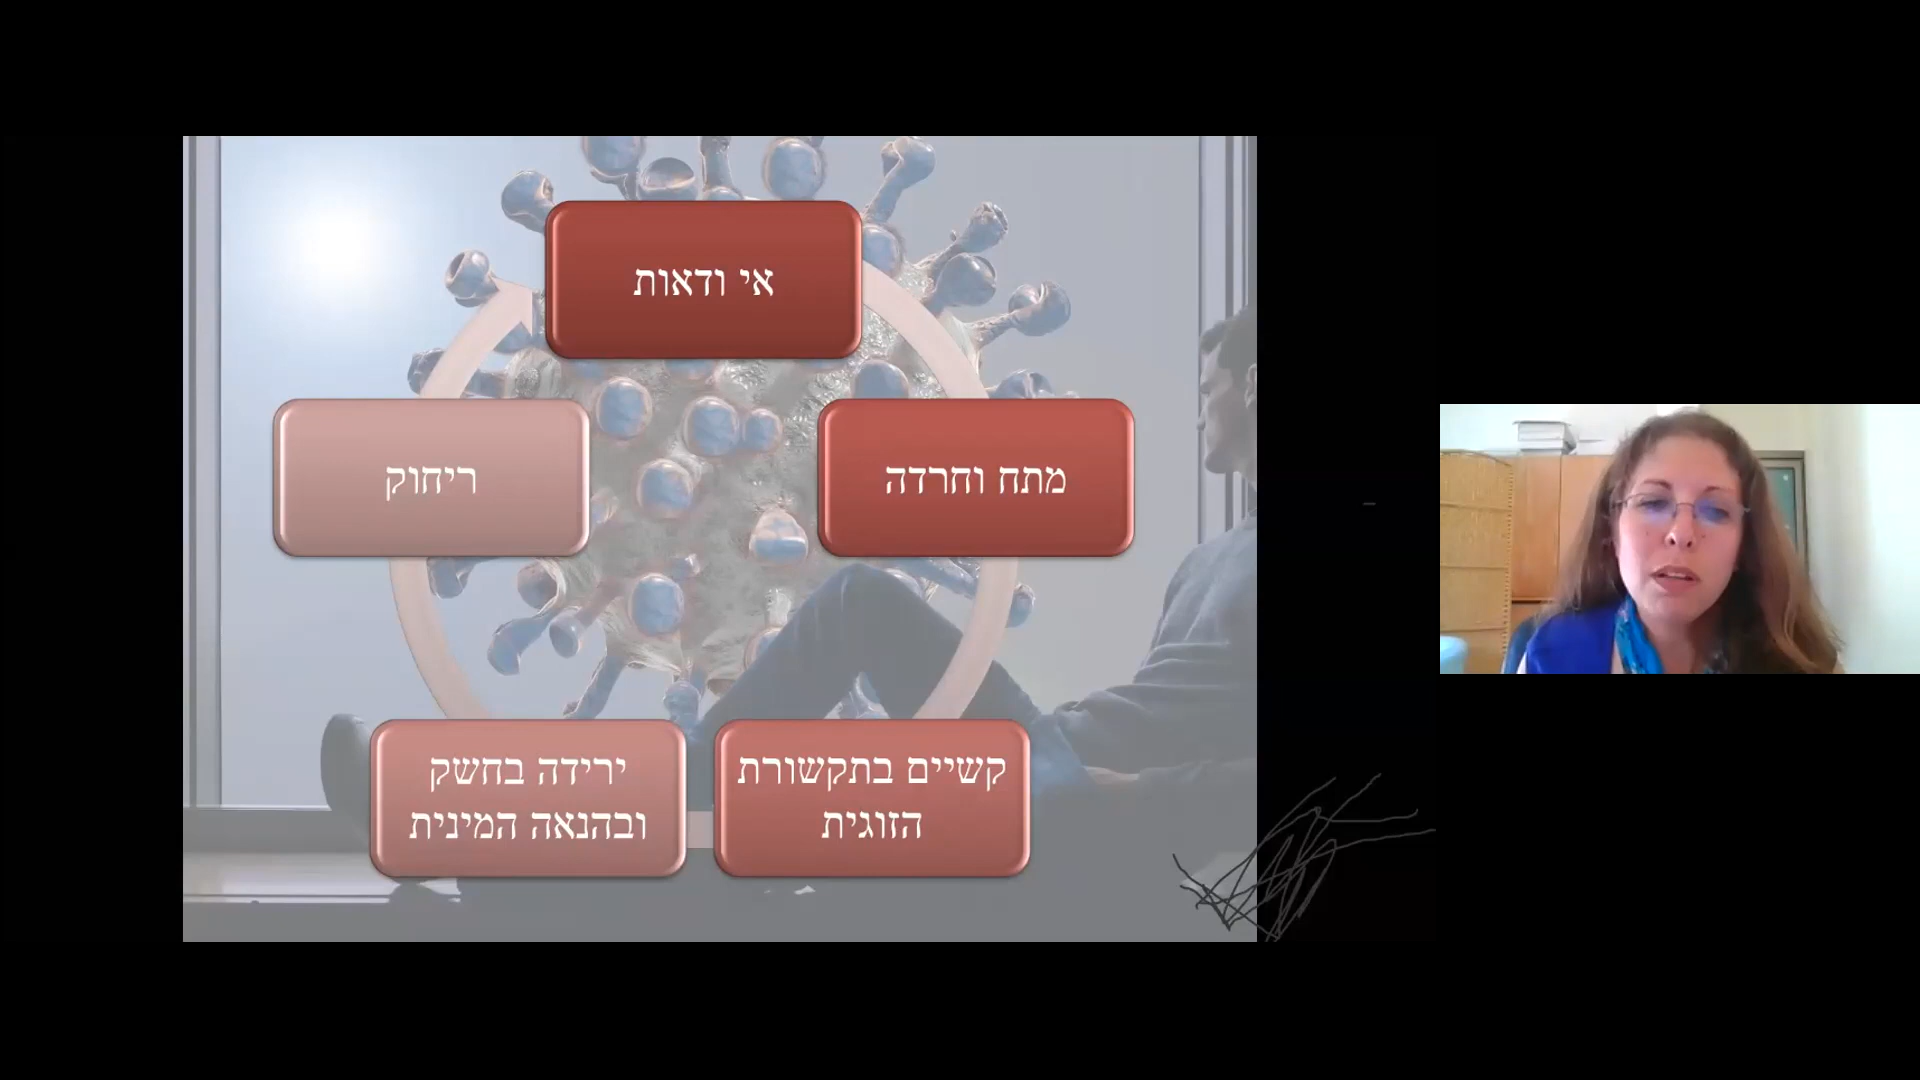 אי ודאות
מתח וחרדה
קשיים בתקשורת
הזוגית
ירידה בחשק
ובהנאה המינית
ריחוק